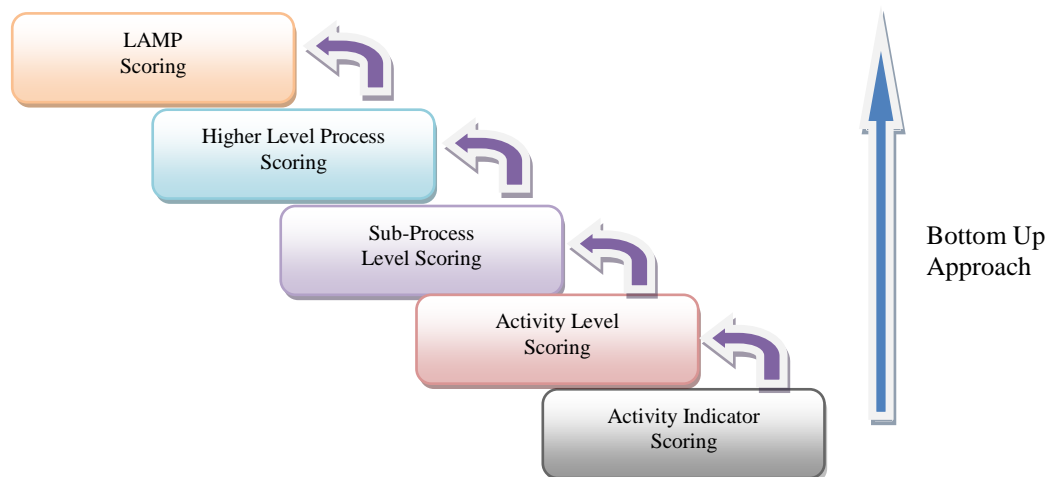 LAMP
Scoring
Higher Level Process
Scoring
Sub-Process
Level Scoring
Activity Level
Scoring
Activity Indicator
Scoring
Bottom Up
Approach